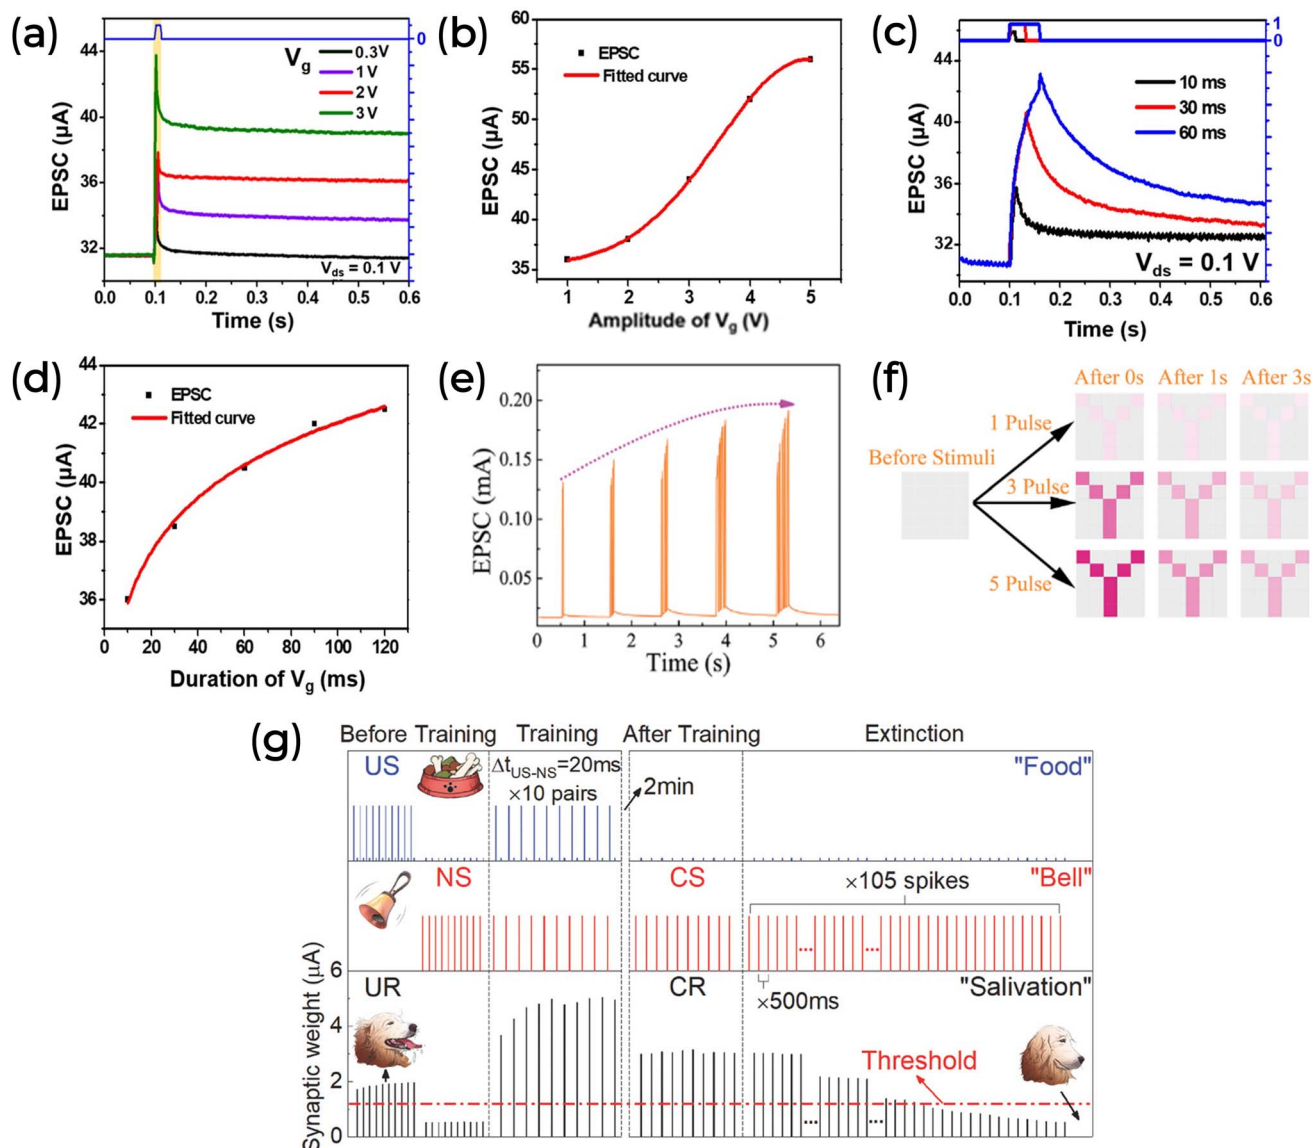 (a)
EPSC (μA)
44
40
36
32
0.0 0.1 0.2 0.3 0.4 0.5 0.6
Time (s)
0
Vg
0.3V
1V
2V
3V
Vds = 0.1 V
(b)
EPSC (μA)
60
55
50
45
40
35
1 2 3 4 5
Amplitude of Vg (V)
EPSC
Fitted curve
(c)
EPSC (μA)
44
40
36
32
0.0 0.1 0.2 0.3 0.4 0.5 0.6
Time (s)
1
0
10 ms
30 ms
60 ms
Vds = 0.1 V
(d)
EPSC (μA)
44
42
40
38
36
0 20 40 60 80 100 120
Duration of Vg (ms)
EPSC
Fitted curve
(e)
EPSC (mA)
0.20
0.15
0.10
0.05
0 1 2 3 4 5 6
Time (s)
(f)
After 0s After 1s After 3s
1 Pulse
Before Stimuli
3 Pulse
5 Pulse
(g)
Before Training Training After Training Extinction
US
ΔtUS-NS=20ms
×10 pairs
2min
"Food"
NS
CS
×105 spikes
"Bell"
...
...
Synaptic weight (μA)
6
4
2
0
UR
CR
×500ms
"Salivation"
Threshold
...
...